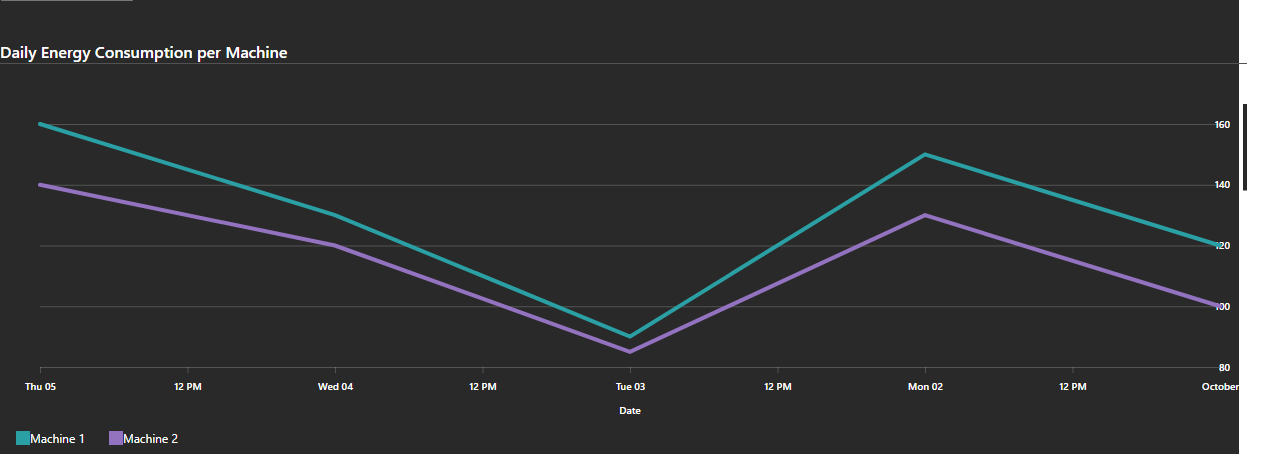 Daily Energy Consumption per Machine
160
140
120
100
80
Thu 05 12 PM Wed 04 12 PM Tue 03 12 PM Mon 02 12 PM October
Date
Machine 1 Machine 2